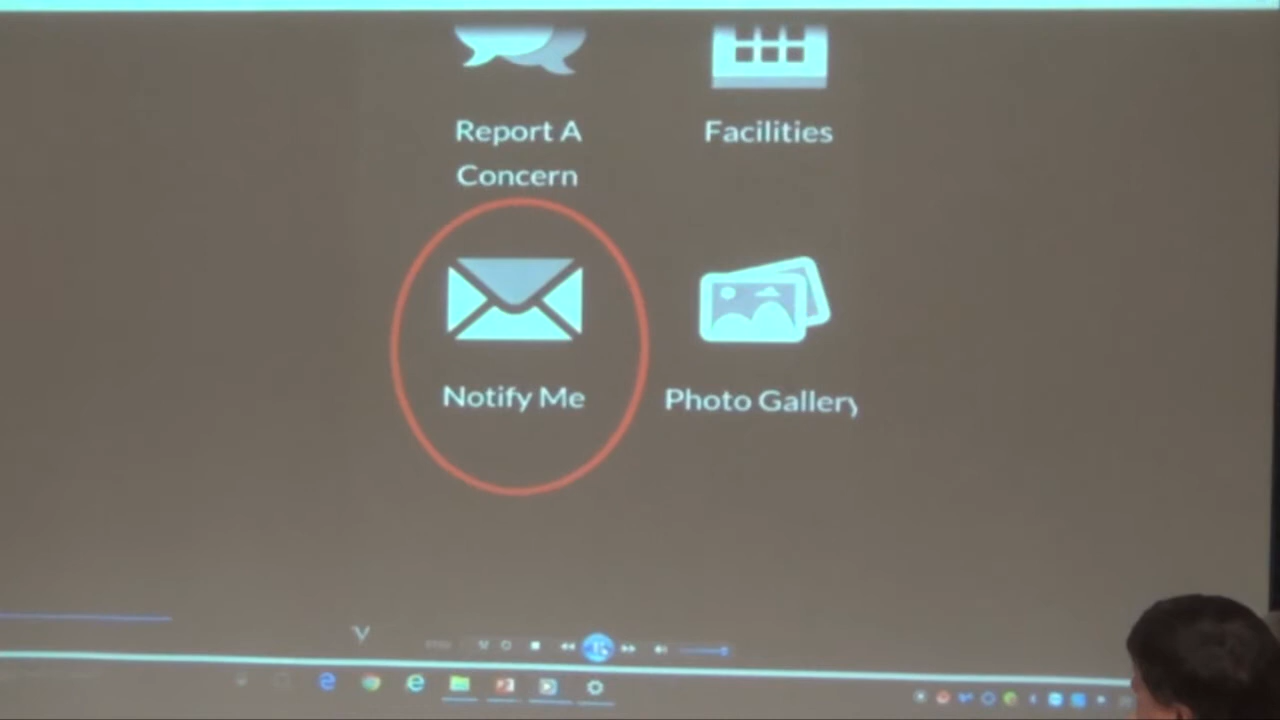 Report A
Concern
Facilities
Notify Me
Photo Gallery